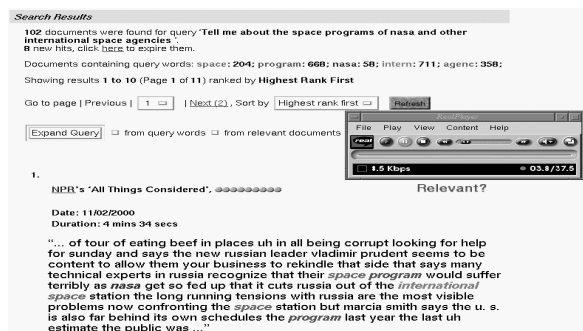 Search Results
102 documents were found for query ‘Tell me about the space programs of nasa and other
international space agencies ’.
8 new hits, click here to expire them.
Documents containing query words: space: 204; program: 668; nasa: 58; intern: 711; agenc: 358;
Showing results 1 to 10 (Page 1 of 11) ranked by Highest Rank First
Go to page | Previous | 1 | Next (2) , Sort by Highest rank first Refresh
RealPlayer
File Play View Content Help
real
8.5 Kbps 03.8/37.5
Expand Query from query words from relevant documents
Relevant?
1.
NPR's ‘All Things Considered’,
Date: 11/02/2000
Duration: 4 mins 34 secs
“... of tour of eating beef in places uh in all being corrupt looking for help
for sunday and says the new russian leader vladimir prudent seems to be
content to allow them your business to rekindle that side that says many
technical experts in russia recognize that their space program would suffer
terribly as nasa get so fed up that it cuts russia out of the international
space station the long running tensions with russia are the most visible
problems now confronting the space station but marcia smith says the u. s.
is also far behind its own schedules the program last year the last uh
estimate the public was ...”